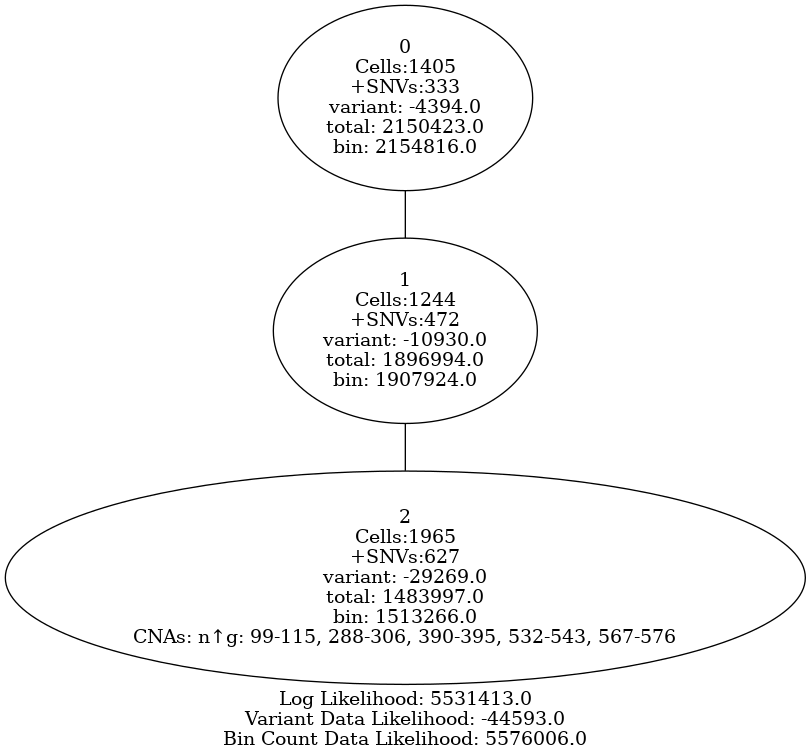 0
Cells:1405
+SNVs:333
variant: -4394.0
total: 2150423.0
bin: 2154816.0
1
Cells:1244
+SNVs:472
variant: -10930.0
total: 1896994.0
bin: 1907924.0
2
Cells:1965
+SNVs:627
variant: -29269.0
total: 1483997.0
bin: 1513266.0
CNAs: n↑g: 99-115, 288-306, 390-395, 532-543, 567-576
Log Likelihood: 5531413.0
Variant Data Likelihood: -44593.0
Bin Count Data Likelihood: 5576006.0